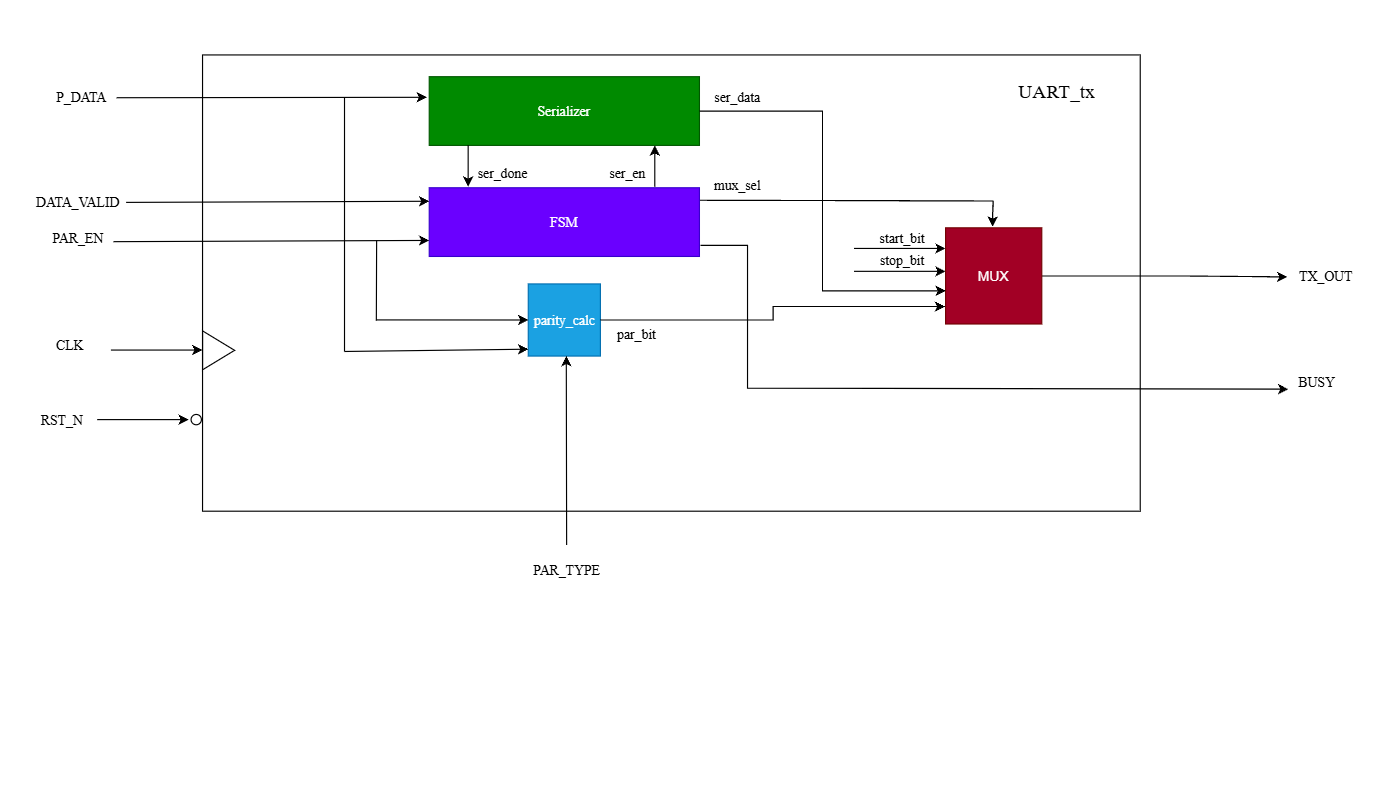 UART_tx
P_DATA
Serializer
ser_data
ser_done
ser_en
mux_sel
DATA_VALID
FSM
PAR_EN
start_bit
stop_bit
MUX
TX_OUT
parity_calc
par_bit
CLK
BUSY
RST_N
PAR_TYPE